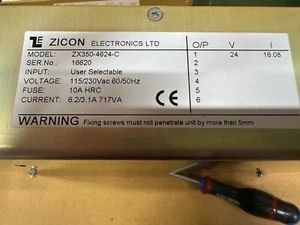 ZICON ELECTRONICS LTD O/P V I
MODEL: ZX350-4624-C 1 24 16.08
SER.No: 16620 2
INPUT: User Selectable 3
VOLTAGE: 115/230Vac 60/50Hz 4
FUSE: 10A HRC 5
CURRENT: 6.2/3.1A 717VA 6
WARNING Fixing screws must not penetrate unit by more than 5mm